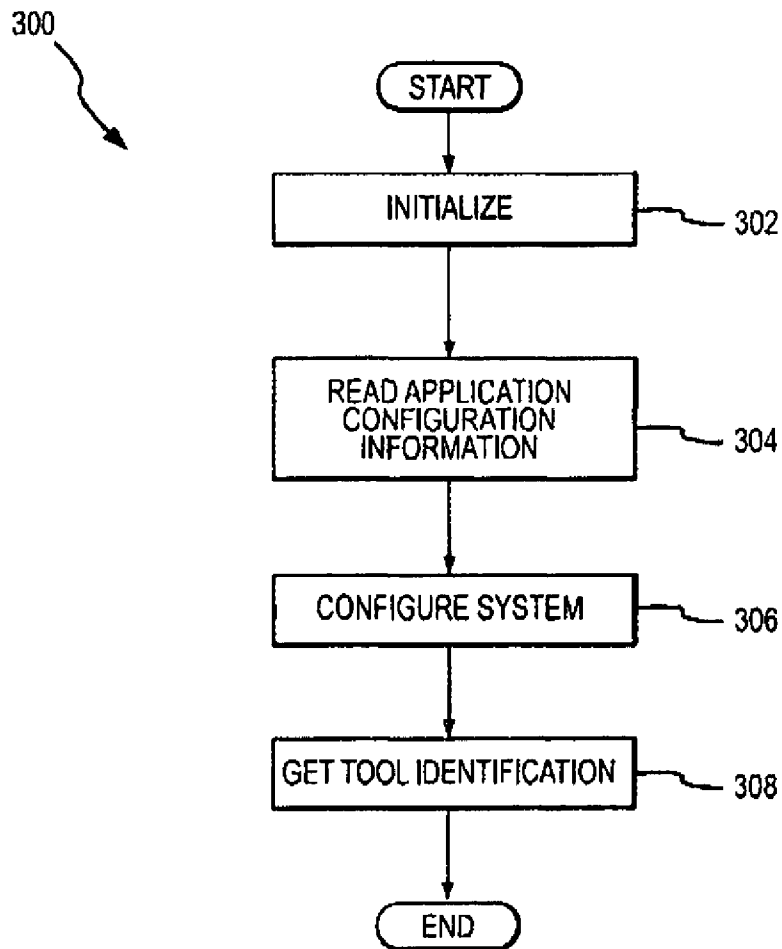 300
START
INITIALIZE
302
READ APPLICATION
CONFIGURATION
INFORMATION
304
CONFIGURE SYSTEM
306
GET TOOL IDENTIFICATION
308
END